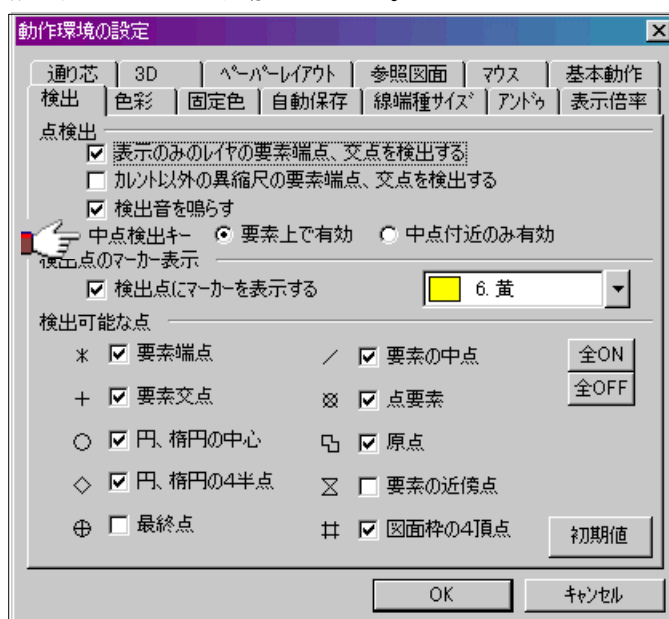 動作環境の設定
通り芯 3D ペーパーレイアウト 参照図面 マウス 基本動作
検出 色彩 固定色 自動保存 線端種サイズ アンドゥ 表示倍率
点検出
表示のみのレイヤの要素端点、交点を検出する
カレント以外の異縮尺の要素端点、交点を検出する
検出音を鳴らす
中点検出キー 要素上で有効 中点付近のみ有効
検出点のマーカー表示
検出点にマーカーを表示する 6. 黄
検出可能な点
要素端点 要素の中点 全ON
要素交点 点要素 全OFF
円、楕円の中心 原点
円、楕円の4半点 要素の近傍点
最終点 図面枠の4頂点 初期値
OK キャンセル